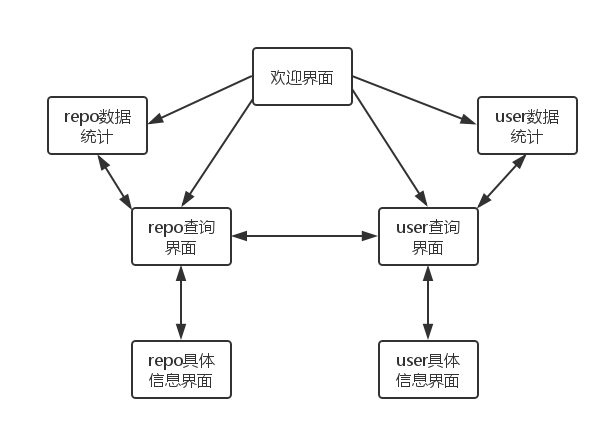 欢迎界面
repo数据
统计
user数据
统计
repo查询
界面
user查询
界面
repo具体
信息界面
user具体
信息界面